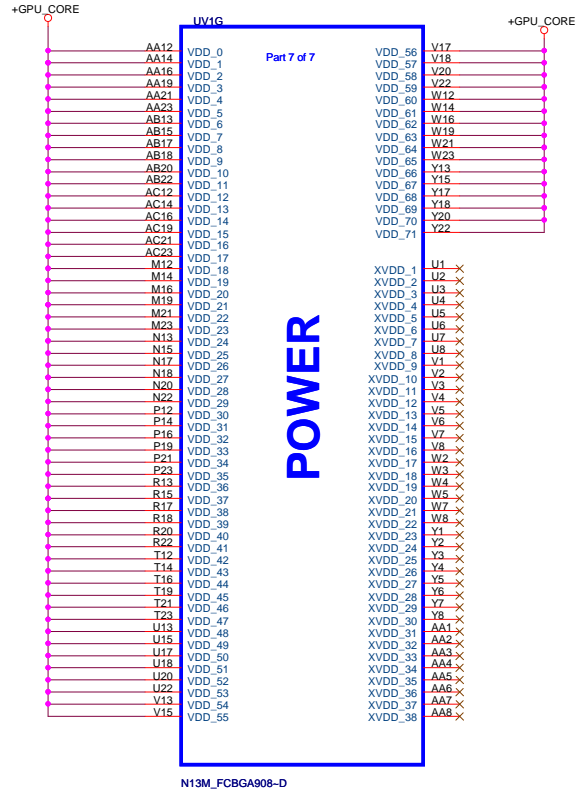 +GPU_CORE
UV1G
+GPU_CORE
Part 7 of 7
AA12 VDD_0
AA14 VDD_1
AA16 VDD_2
AA19 VDD_3
AA21 VDD_4
AA23 VDD_5
AB13 VDD_6
AB15 VDD_7
AB17 VDD_8
AB18 VDD_9
AB20 VDD_10
AB22 VDD_11
AC12 VDD_12
AC14 VDD_13
AC16 VDD_14
AC19 VDD_15
AC21 VDD_16
AC23 VDD_17
M12 VDD_18
M14 VDD_19
M16 VDD_20
M19 VDD_21
M21 VDD_22
M23 VDD_23
N13 VDD_24
N15 VDD_25
N17 VDD_26
N18 VDD_27
N20 VDD_28
N22 VDD_29
P12 VDD_30
P14 VDD_31
P16 VDD_32
P19 VDD_33
P21 VDD_34
P23 VDD_35
R13 VDD_36
R15 VDD_37
R17 VDD_38
R18 VDD_39
R20 VDD_40
R22 VDD_41
T12 VDD_42
T14 VDD_43
T16 VDD_44
T19 VDD_45
T21 VDD_46
T23 VDD_47
U13 VDD_48
U15 VDD_49
U17 VDD_50
U18 VDD_51
U20 VDD_52
U22 VDD_53
V13 VDD_54
V15 VDD_55
POWER
VDD_56 V17
VDD_57 V18
VDD_58 V20
VDD_59 V22
VDD_60 W12
VDD_61 W14
VDD_62 W16
VDD_63 W19
VDD_64 W21
VDD_65 W23
VDD_66 Y13
VDD_67 Y15
VDD_68 Y17
VDD_69 Y18
VDD_70 Y20
VDD_71 Y22
XVDD_1 U1
XVDD_2 U2
XVDD_3 U3
XVDD_4 U4
XVDD_5 U5
XVDD_6 U6
XVDD_7 U7
XVDD_8 U8
XVDD_9 V1
XVDD_10 V2
XVDD_11 V3
XVDD_12 V4
XVDD_13 V5
XVDD_14 V6
XVDD_15 V7
XVDD_16 V8
XVDD_17 W2
XVDD_18 W3
XVDD_19 W4
XVDD_20 W5
XVDD_21 W7
XVDD_22 W8
XVDD_23 Y1
XVDD_24 Y2
XVDD_25 Y3
XVDD_26 Y4
XVDD_27 Y5
XVDD_28 Y6
XVDD_29 Y7
XVDD_30 Y8
XVDD_31 AA1
XVDD_32 AA2
XVDD_33 AA3
XVDD_34 AA4
XVDD_35 AA5
XVDD_36 AA6
XVDD_37 AA7
XVDD_38 AA8
N13M_FCBGA908~D